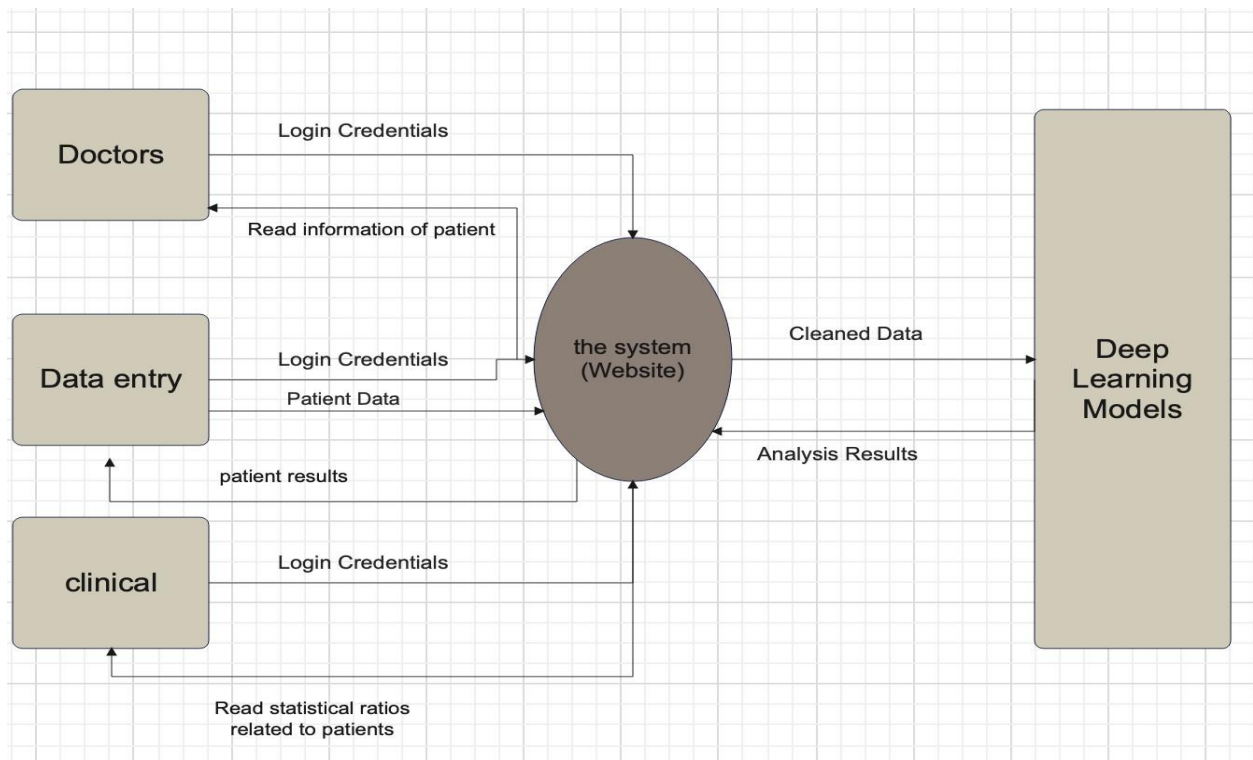 Doctors
Login Credentials
Read information of patient
Data entry
Login Credentials
Patient Data
patient results
clinical
Login Credentials
Read statistical ratios
related to patients
the system
(Website)
Cleaned Data
Analysis Results
Deep
Learning
Models